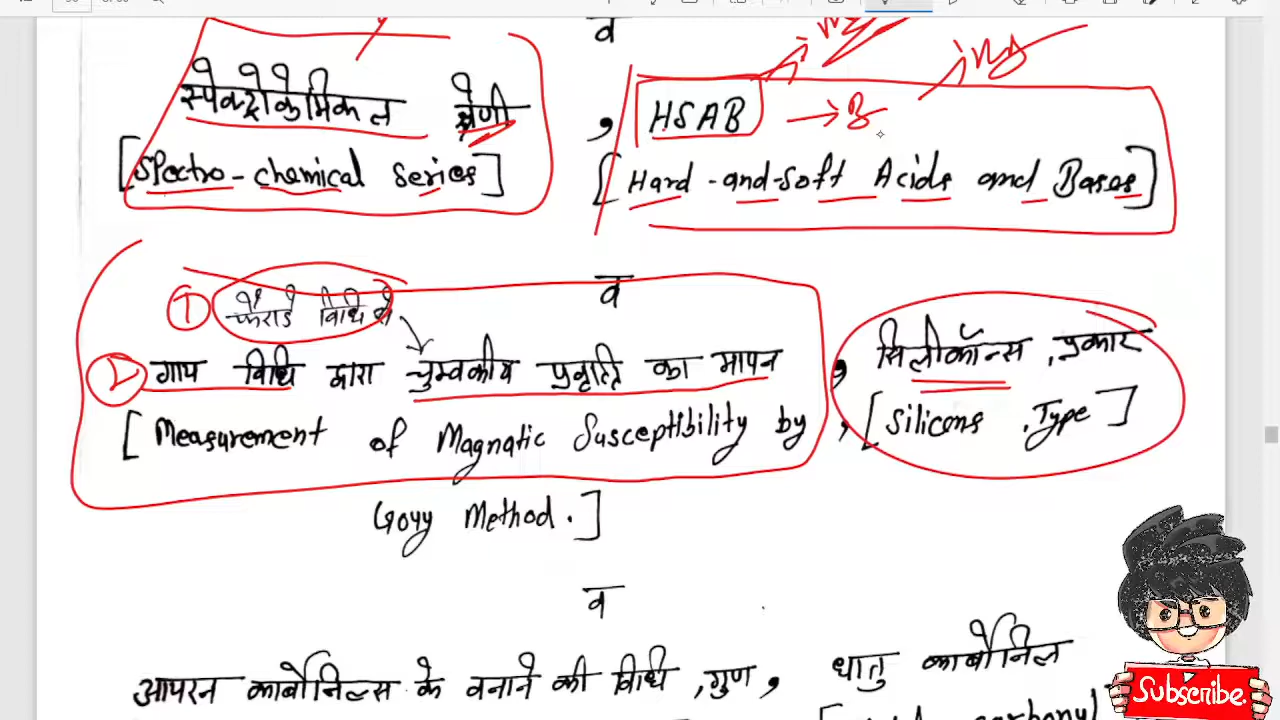 व
स्पेक्ट्रोकेमिकल श्रेणी , HSAB →
[Spectro-chemical Series] [Hard-and-Soft Acids and Bases]
① फैराडे विधि से व
② गाय विधि द्वारा चुम्बकीय प्रवृत्ति का मापन , सिलीकॉन्स , प्रकार
[Measurement of Magnatic Susceptibility by , [Silicons , Type]
Gouy Method.]
व
आयरन कार्बोनिल्स के बनाने की विधि , गुण , धातु कार्बोनिल
carbonyl
Subscribe